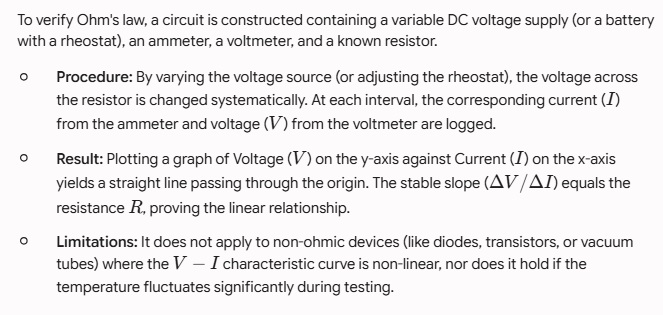 To verify Ohm's law, a circuit is constructed containing a variable DC voltage supply (or a battery
with a rheostat), an ammeter, a voltmeter, and a known resistor.
○ Procedure: By varying the voltage source (or adjusting the rheostat), the voltage across
the resistor is changed systematically. At each interval, the corresponding current (I)
from the ammeter and voltage (V) from the voltmeter are logged.
○ Result: Plotting a graph of Voltage (V) on the y-axis against Current (I) on the x-axis
yields a straight line passing through the origin. The stable slope (ΔV/ΔI) equals the
resistance R, proving the linear relationship.
○ Limitations: It does not apply to non-ohmic devices (like diodes, transistors, or vacuum
tubes) where the V − I characteristic curve is non-linear, nor does it hold if the
temperature fluctuates significantly during testing.